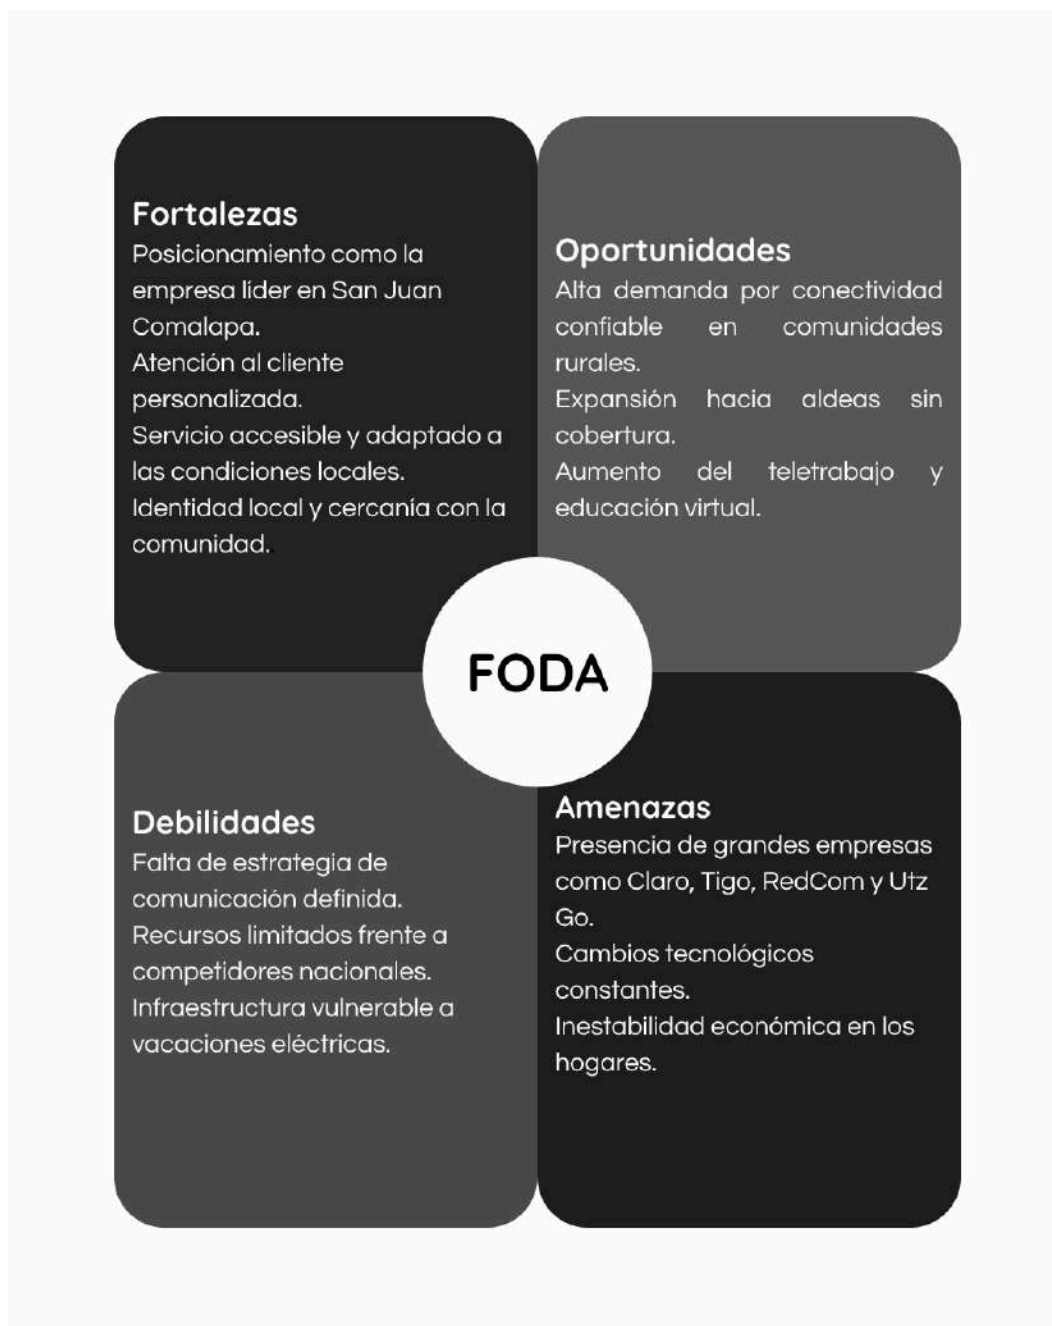 Fortalezas
Posicionamiento como la
empresa líder en San Juan
Comalapa.
Atención al cliente
personalizada.
Servicio accesible y adaptado a
las condiciones locales.
Identidad local y cercanía con la
comunidad.
Oportunidades
Alta demanda por conectividad
confiable en comunidades
rurales.
Expansión hacia aldeas sin
cobertura.
Aumento del teletrabajo y
educación virtual.
FODA
Debilidades
Falta de estrategia de
comunicación definida.
Recursos limitados frente a
competidores nacionales.
Infraestructura vulnerable a
vacaciones eléctricas.
Amenazas
Presencia de grandes empresas
como Claro, Tigo, RedCom y Utz
Go.
Cambios tecnológicos
constantes.
Inestabilidad económica en los
hogares.